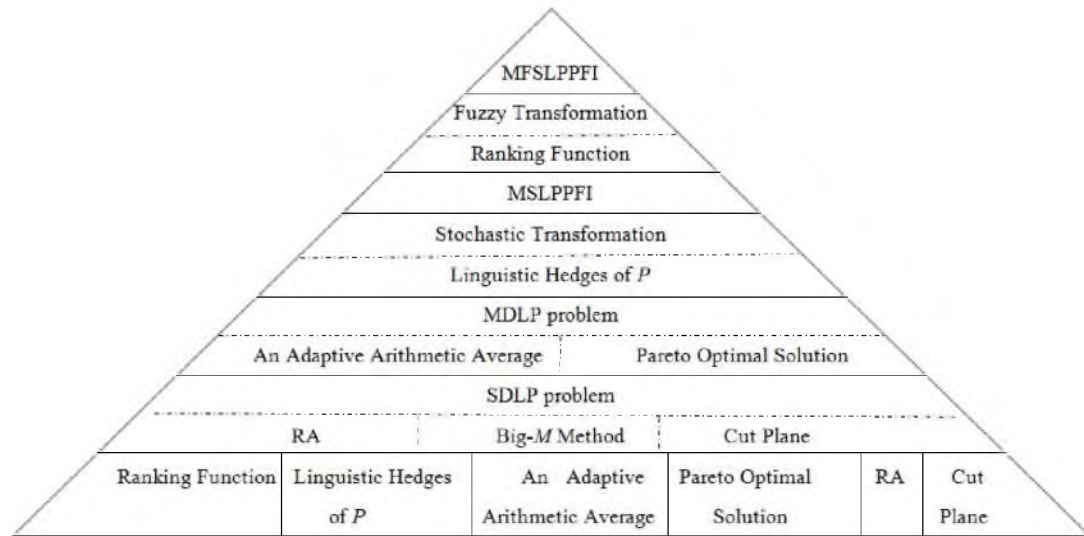 MFSLPPFI
Fuzzy Transformation
Ranking Function
MSLPPFI
Stochastic Transformation
Linguistic Hedges of P
MDLP problem
An Adaptive Arithmetic Average Pareto Optimal Solution
SDLP problem
RA Big-M Method Cut Plane
Ranking Function Linguistic Hedges An Adaptive Pareto Optimal RA Cut
of P Arithmetic Average Solution Plane